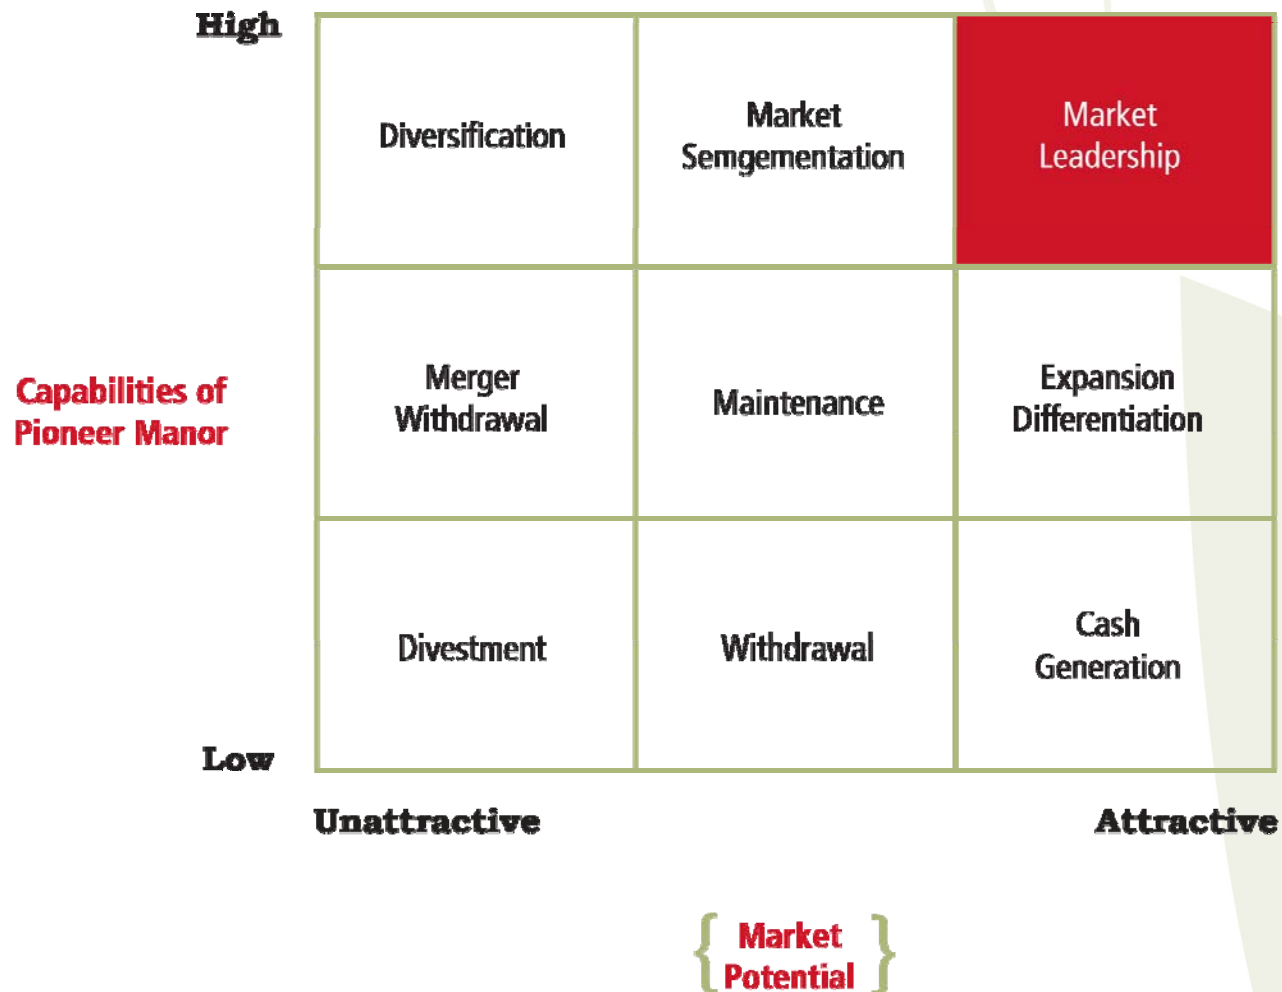 High
Diversification
Market
Semgementation
Market
Leadership
Capabilities of
Pioneer Manor
Merger
Withdrawal
Maintenance
Expansion
Differentiation
Divestment
Withdrawal
Cash
Generation
Low
Unattractive
Attractive
{ Market
Potential }